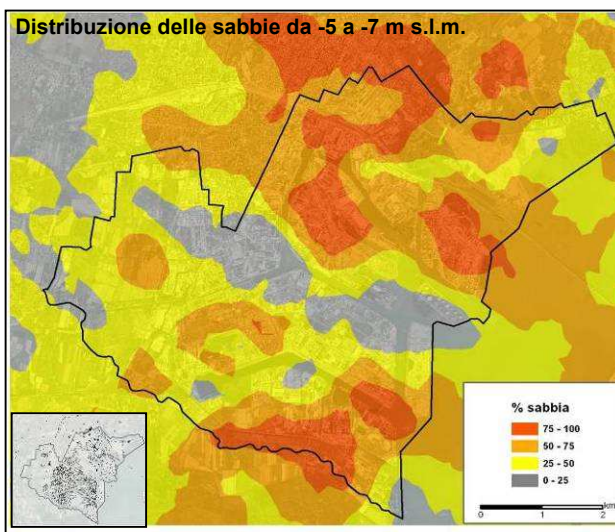 Distribuzione delle sabbie da -5 a -7 m s.l.m.
% sabbia
75 - 100
50 - 75
25 - 50
0 - 25
km
0 1 2